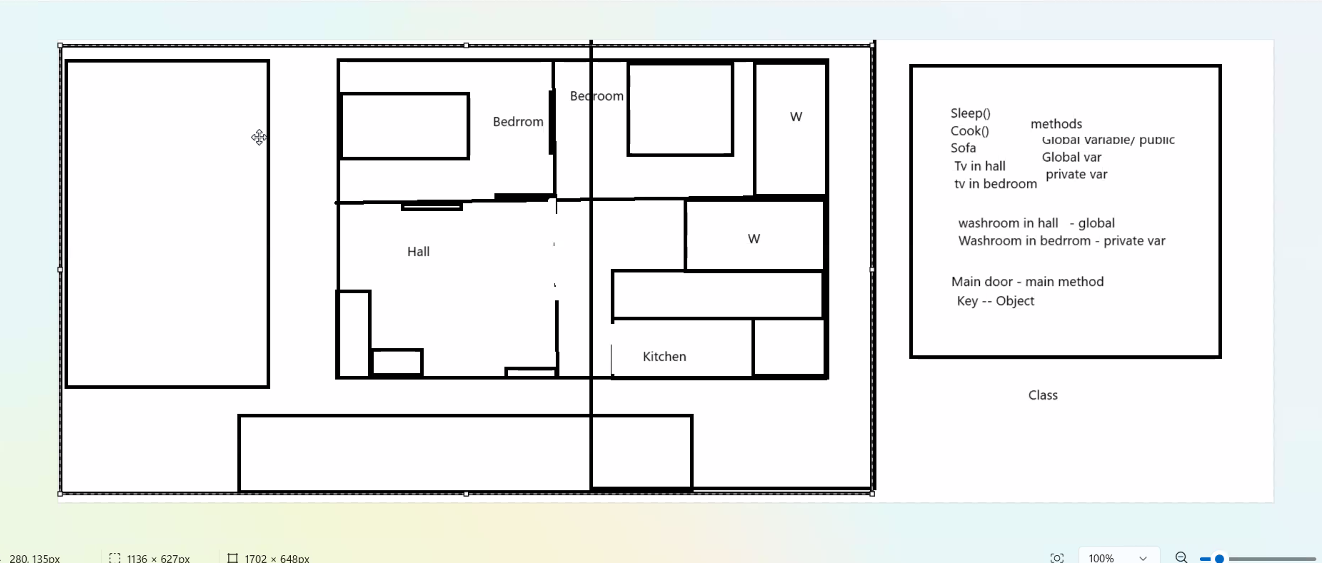 Bedrrom
Bedroom
W
Hall
W
Kitchen
Sleep()
Cook()
methods
Sofa
Global variable/ public
Tv in hall
Global var
tv in bedroom
private var
washroom in hall - global
Washroom in bedrrom - private var
Main door - main method
Key -- Object
Class
280, 135px
1136 × 627px
1702 × 648px
100%